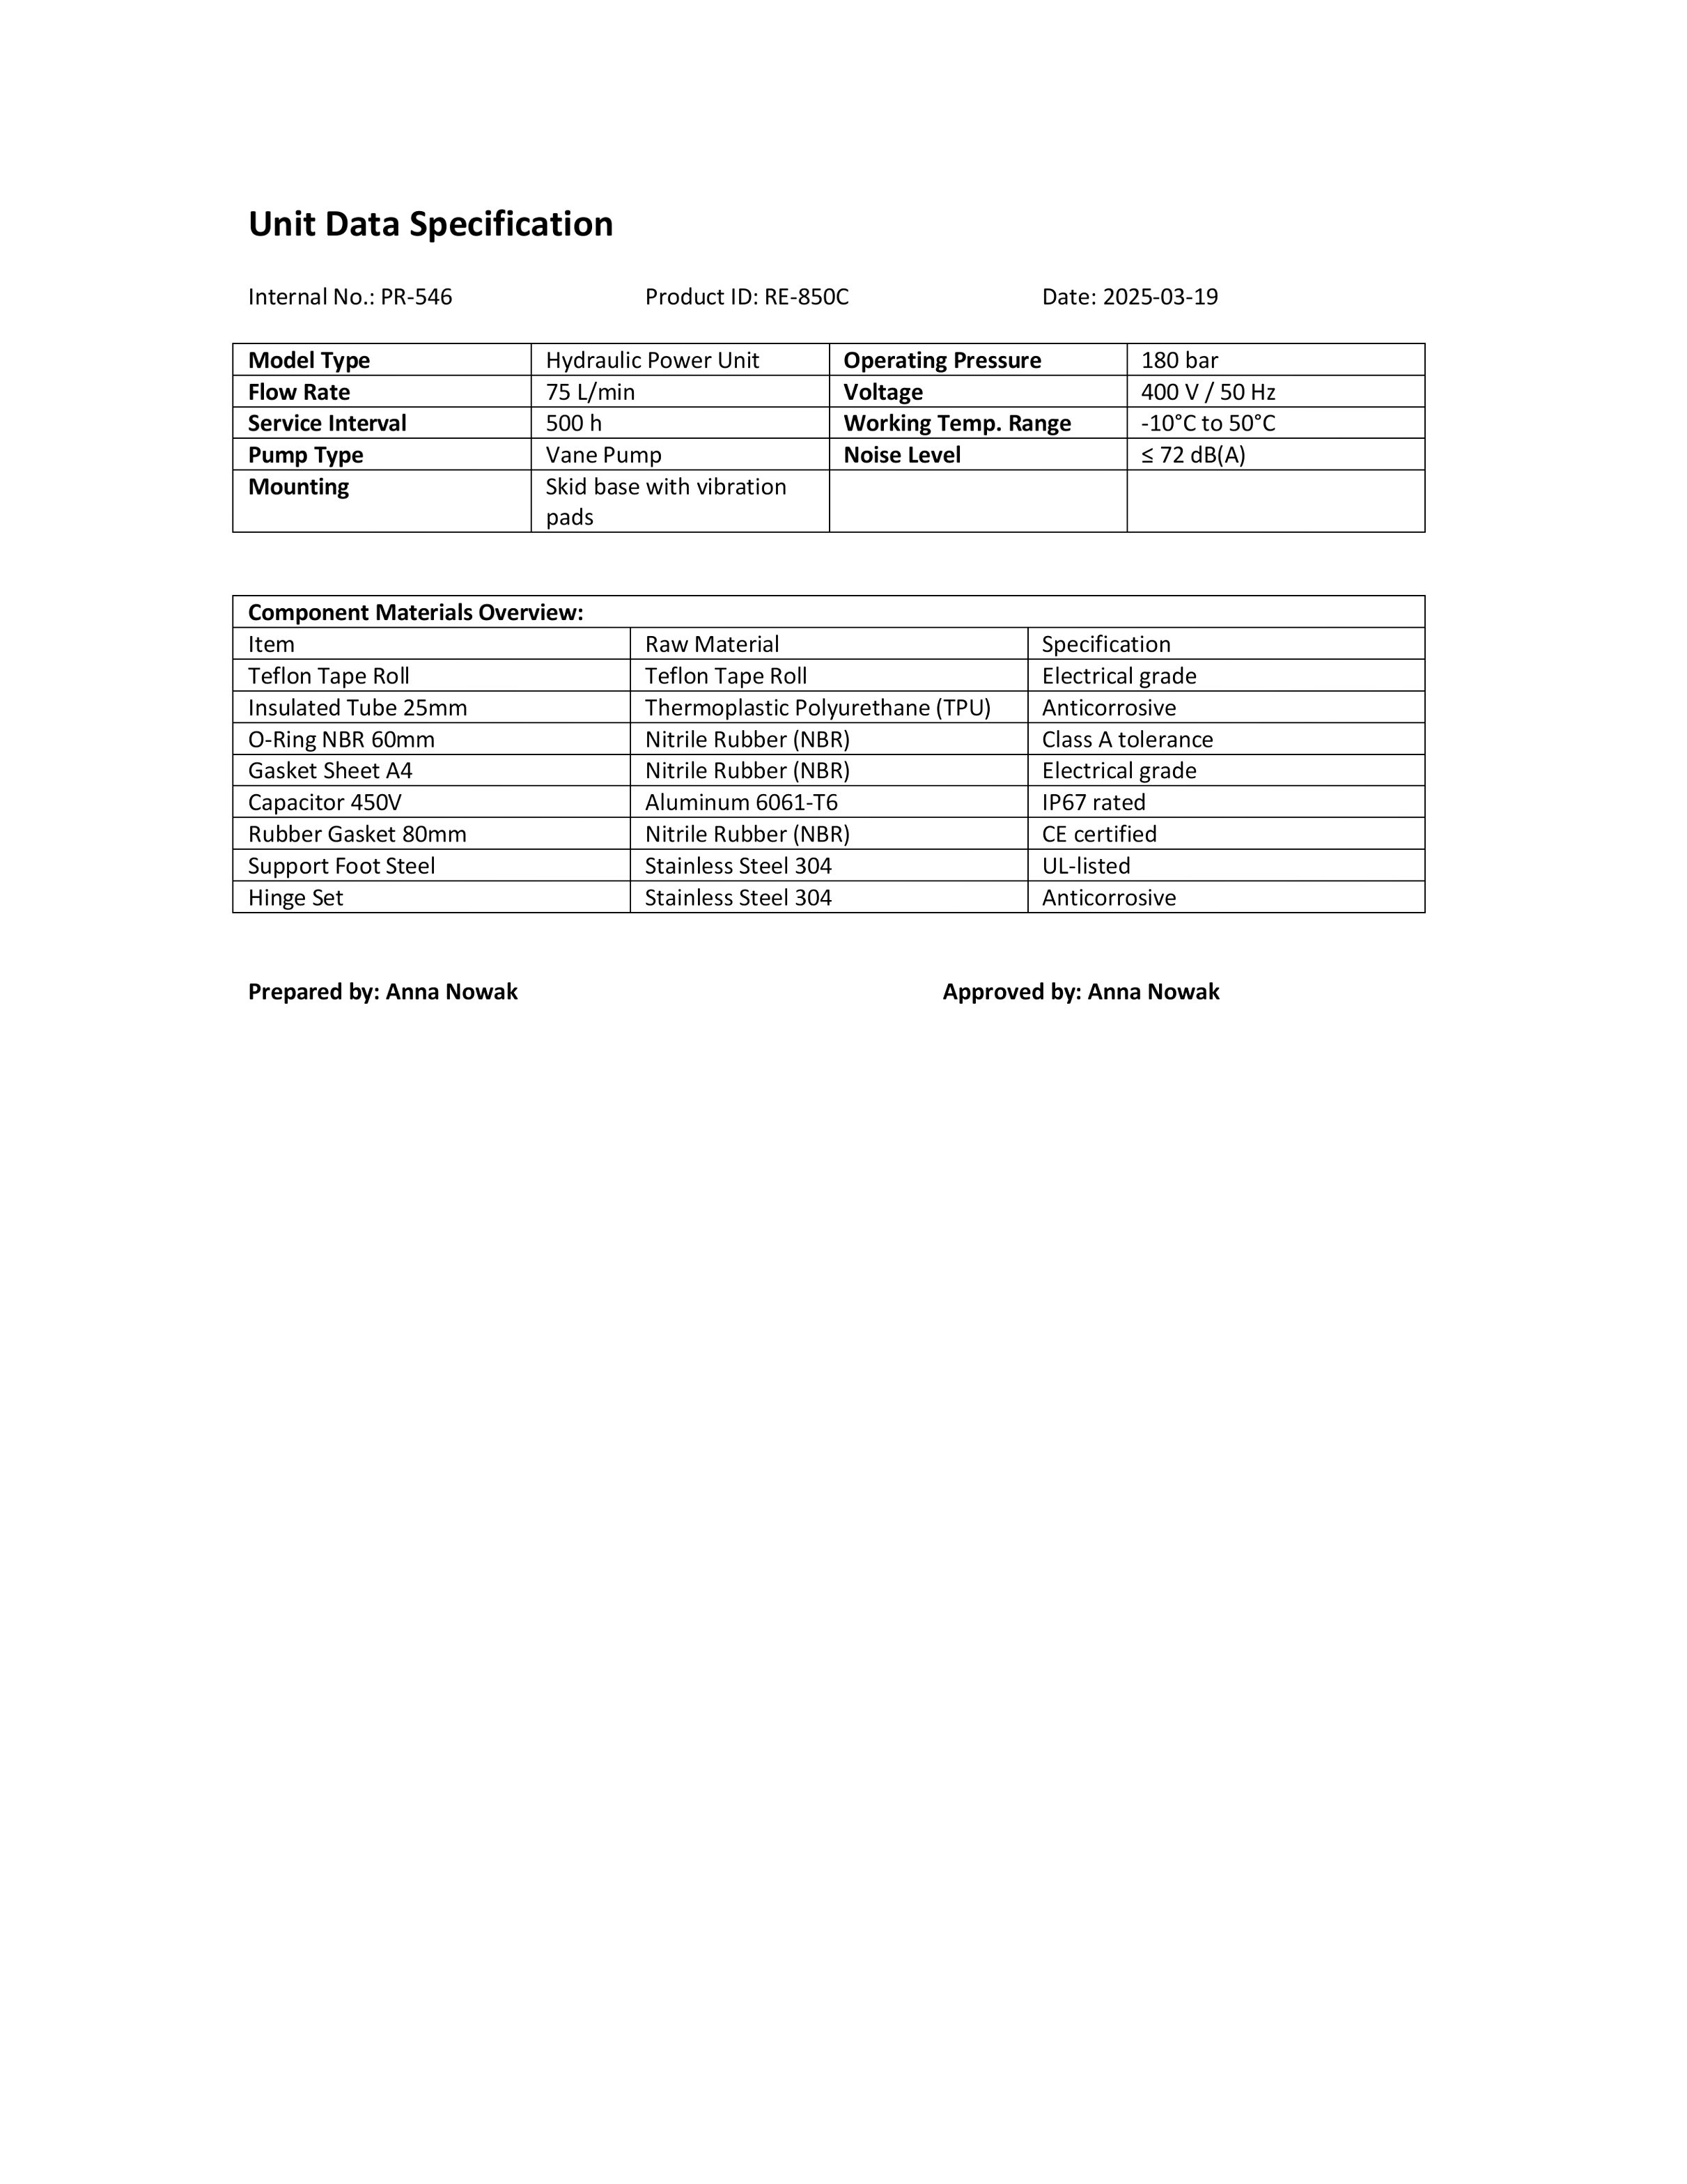 Unit Data Specification
Internal No.: PR-546 Product ID: RE-850C Date: 2025-03-19
Model Type Hydraulic Power Unit Operating Pressure 180 bar
Flow Rate 75 L/min Voltage 400 V / 50 Hz
Service Interval 500 h Working Temp. Range -10°C to 50°C
Pump Type Vane Pump Noise Level ≤ 72 dB(A)
Mounting Skid base with vibration
pads
Component Materials Overview:
Item Raw Material Specification
Teflon Tape Roll Teflon Tape Roll Electrical grade
Insulated Tube 25mm Thermoplastic Polyurethane (TPU) Anticorrosive
O-Ring NBR 60mm Nitrile Rubber (NBR) Class A tolerance
Gasket Sheet A4 Nitrile Rubber (NBR) Electrical grade
Capacitor 450V Aluminum 6061-T6 IP67 rated
Rubber Gasket 80mm Nitrile Rubber (NBR) CE certified
Support Foot Steel Stainless Steel 304 UL-listed
Hinge Set Stainless Steel 304 Anticorrosive
Prepared by: Anna Nowak Approved by: Anna Nowak